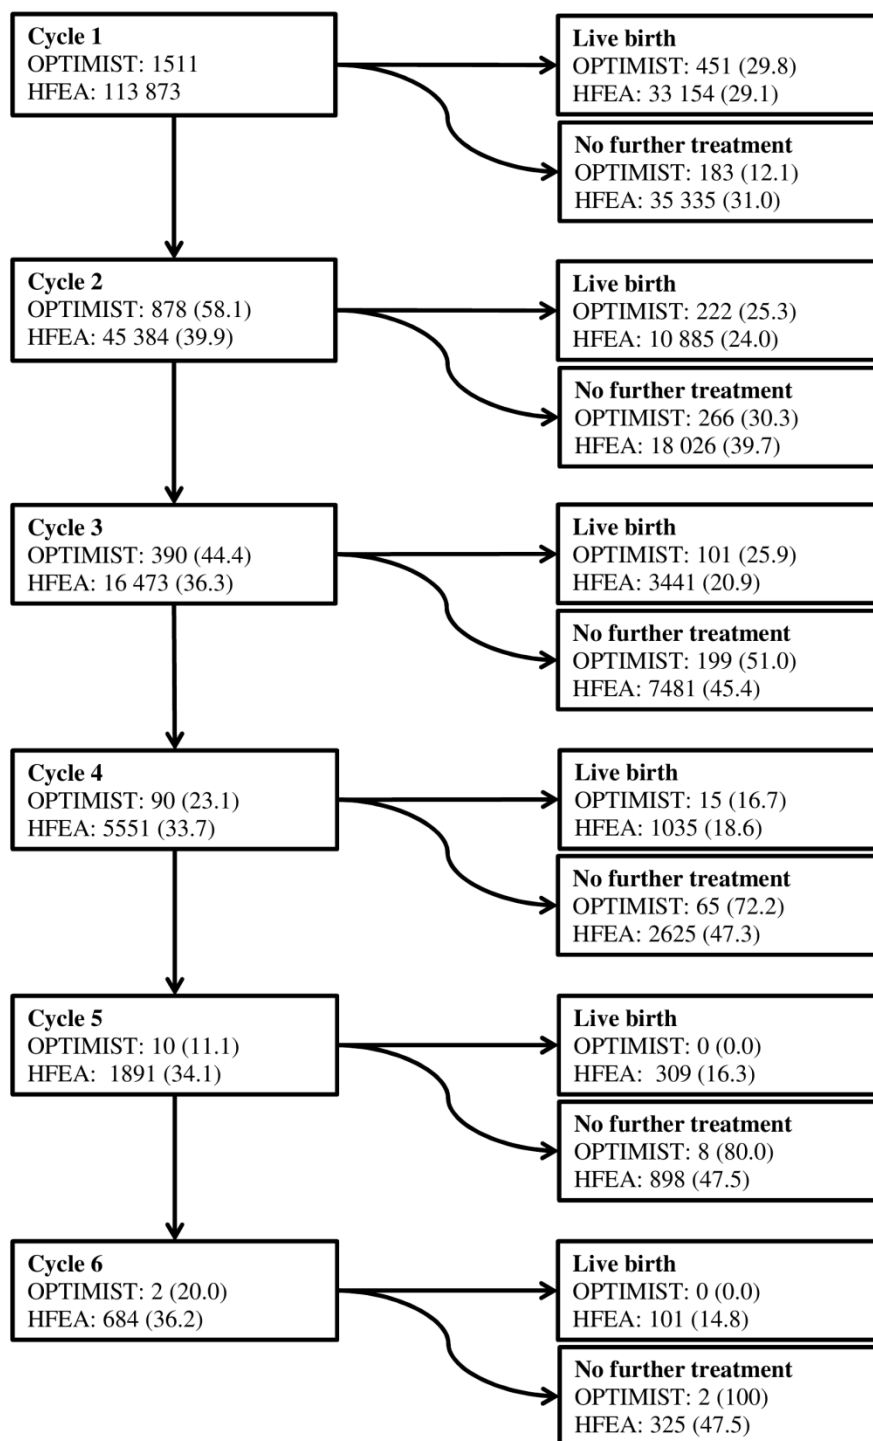 Cycle 1
OPTIMIST: 1511
HFEA: 113 873
Live birth
OPTIMIST: 451 (29.8)
HFEA: 33 154 (29.1)
No further treatment
OPTIMIST: 183 (12.1)
HFEA: 35 335 (31.0)
Cycle 2
OPTIMIST: 878 (58.1)
HFEA: 45 384 (39.9)
Live birth
OPTIMIST: 222 (25.3)
HFEA: 10 885 (24.0)
No further treatment
OPTIMIST: 266 (30.3)
HFEA: 18 026 (39.7)
Cycle 3
OPTIMIST: 390 (44.4)
HFEA: 16 473 (36.3)
Live birth
OPTIMIST: 101 (25.9)
HFEA: 3441 (20.9)
No further treatment
OPTIMIST: 199 (51.0)
HFEA: 7481 (45.4)
Cycle 4
OPTIMIST: 90 (23.1)
HFEA: 5551 (33.7)
Live birth
OPTIMIST: 15 (16.7)
HFEA: 1035 (18.6)
No further treatment
OPTIMIST: 65 (72.2)
HFEA: 2625 (47.3)
Cycle 5
OPTIMIST: 10 (11.1)
HFEA: 1891 (34.1)
Live birth
OPTIMIST: 0 (0.0)
HFEA: 309 (16.3)
No further treatment
OPTIMIST: 8 (80.0)
HFEA: 898 (47.5)
Cycle 6
OPTIMIST: 2 (20.0)
HFEA: 684 (36.2)
Live birth
OPTIMIST: 0 (0.0)
HFEA: 101 (14.8)
No further treatment
OPTIMIST: 2 (100)
HFEA: 325 (47.5)